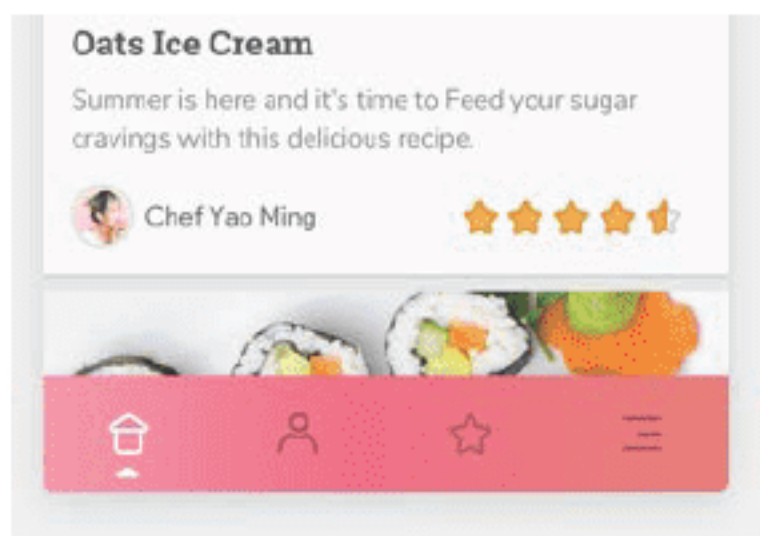 Oats Ice Cream
Summer is here and it's time to Feed your sugar
cravings with this delicious recipe.
Chef Yao Ming